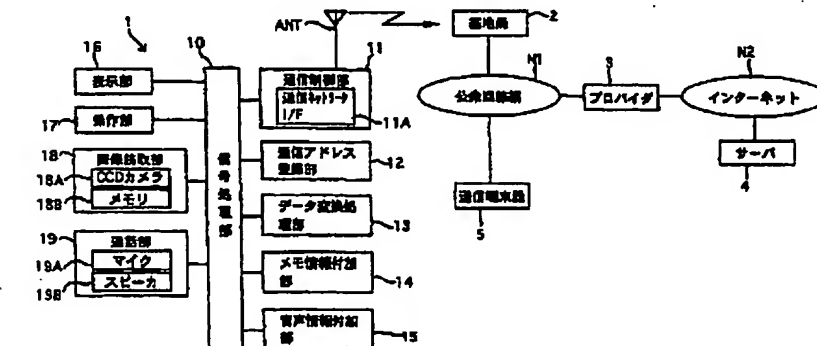 1
16
表示部
17
操作部
18
画像読取部
18A
CCDカメラ
18B
メモリ
19
通話部
19A
マイク
19B
スピーカ
10
信号処理部
ANT
11
通信制御部
通信ネットワーク
I/F
11A
通信アドレス
登録部
12
データ変換処
理部
13
メモ情報付加
部
14
音声情報付加
部
15
基地局
2
N1
公衆回線網
3
プロバイダ
N2
インターネット
サーバ
4
通信端末器
5